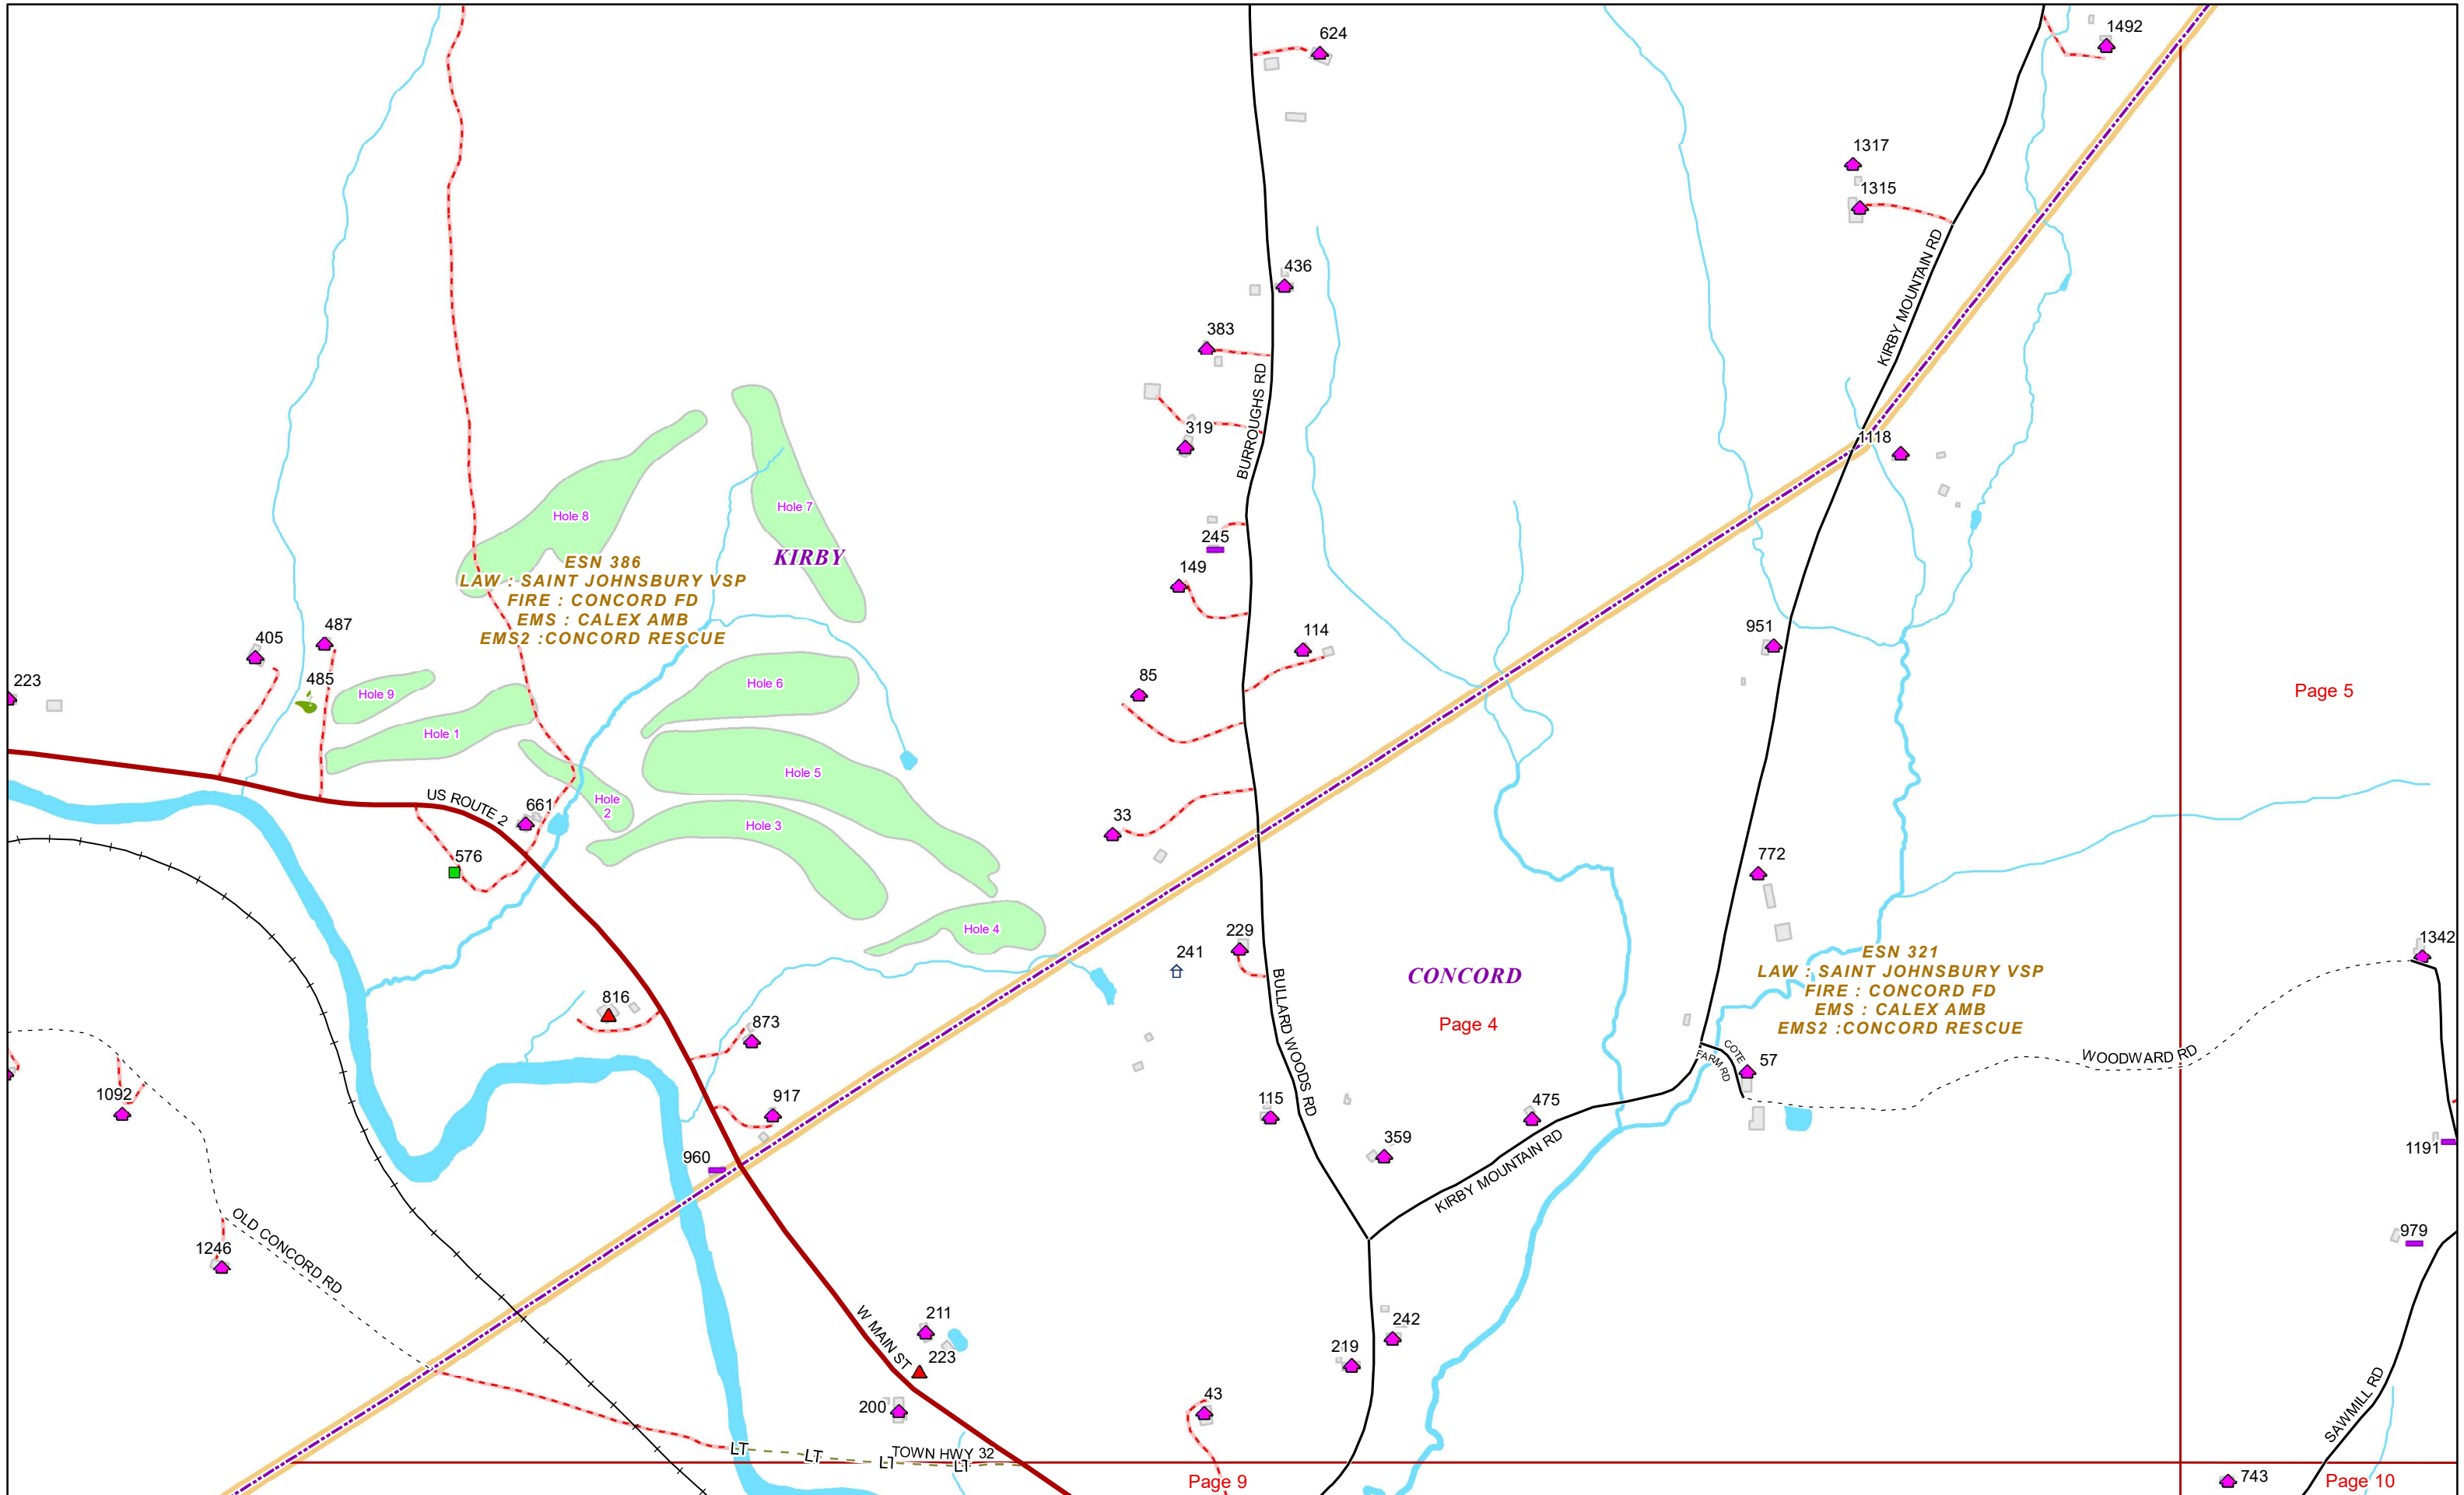 624
1492
1317
1315
KIRBY MOUNTAIN RD
436
383
BURROUGHS RD
319
1118
Hole 7
Hole 8
245
KIRBY
ESN 386
LAW : SAINT JOHNSBURY VSP
FIRE : CONCORD FD
EMS : CALEX AMB
EMS2 :CONCORD RESCUE
149
405
487
114
951
223
485
Hole 9
Hole 6
85
Page 5
Hole 1
Hole 5
US ROUTE 2
661
Hole
2
Hole 3
33
576
772
Hole 4
229
241
1342
CONCORD
ESN 321
LAW : SAINT JOHNSBURY VSP
FIRE : CONCORD FD
EMS : CALEX AMB
EMS2 :CONCORD RESCUE
816
873
BULLARD WOODS RD
Page 4
COTE
FARM RD
57
WOODWARD RD
1092
917
115
475
359
KIRBY MOUNTAIN RD
960
1191
OLD CONCORD RD
1246
979
211
W MAIN ST
223
242
219
200
43
SAWMILL RD
LT
LT
LT
TOWN HWY 32
LT
Page 9
743
Page 10